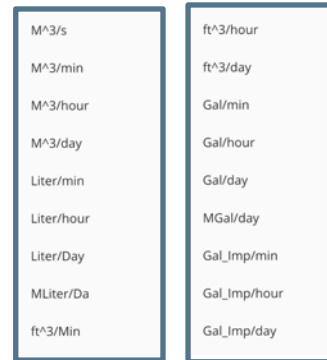 M^3/s
M^3/min
M^3/hour
M^3/day
Liter/min
Liter/hour
Liter/Day
MLiter/Da
ft^3/Min
ft^3/hour
ft^3/day
Gal/min
Gal/hour
Gal/day
MGal/day
Gal_Imp/min
Gal_Imp/hour
Gal_Imp/day